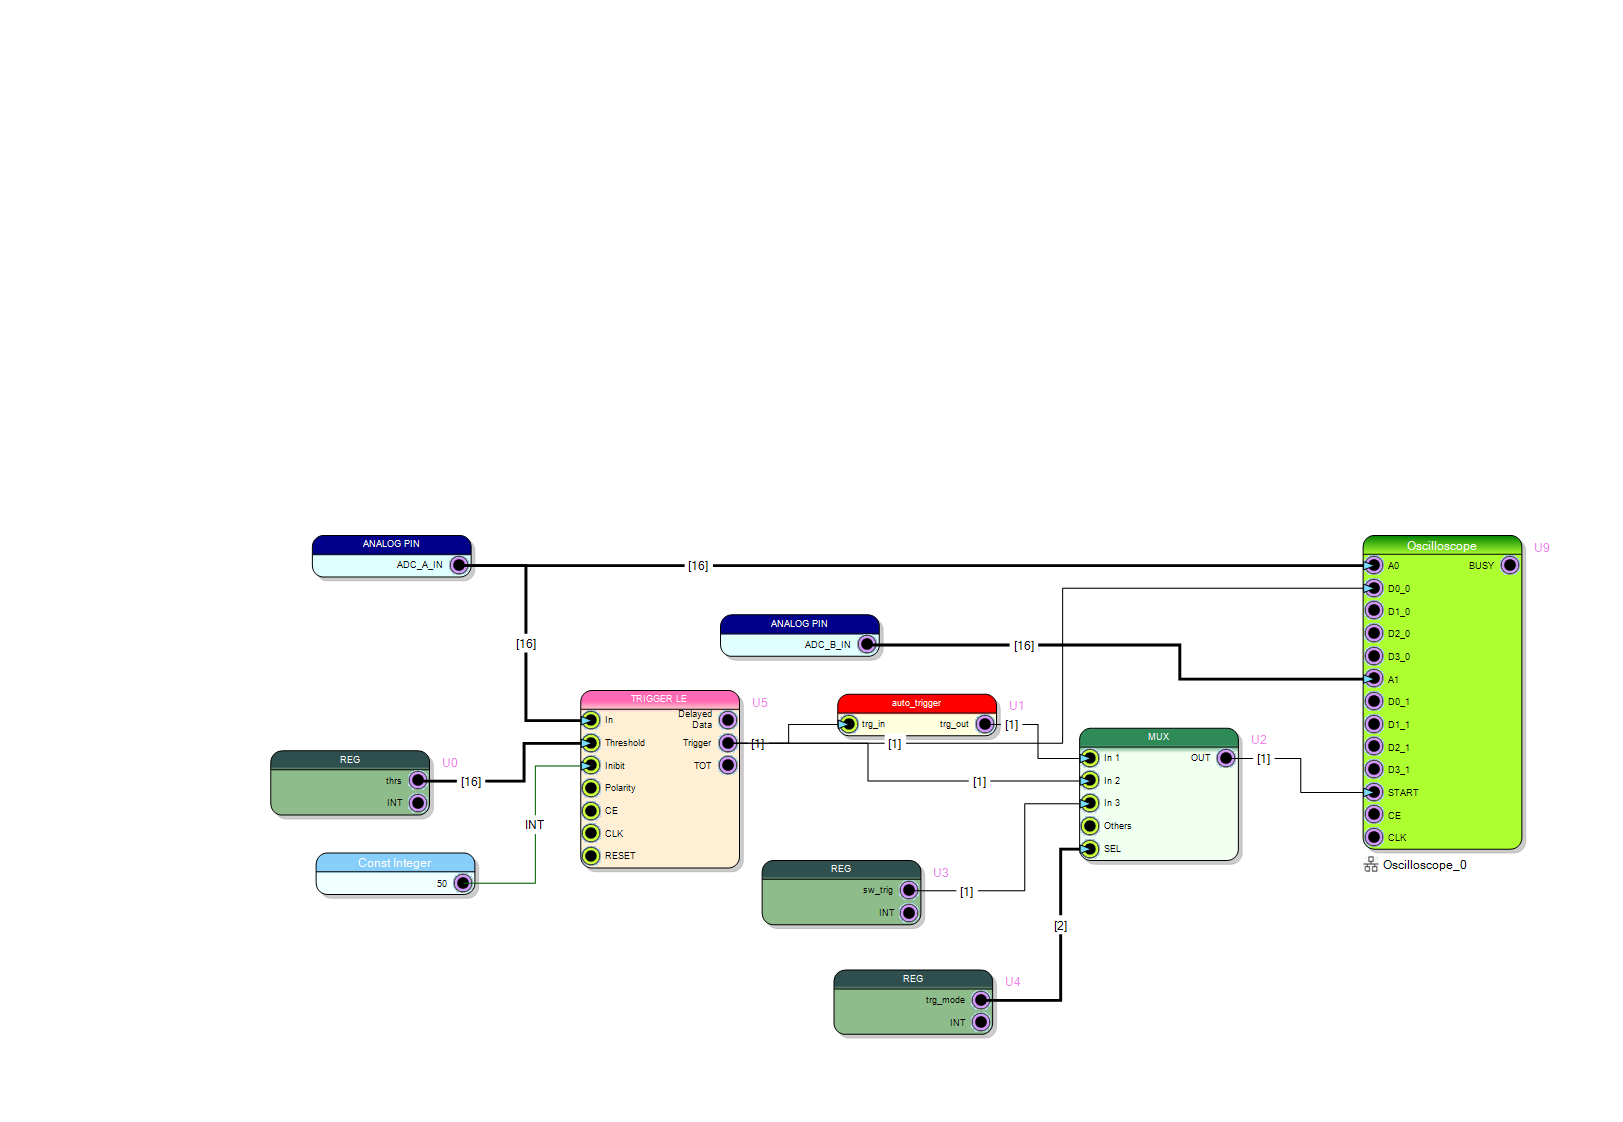 ANALOG PIN
ADC_A_IN
[16]
[16]
Oscilloscope
U9
A0
BUSY
D0_0
D1_0
D2_0
D3_0
A1
D0_1
D1_1
D2_1
D3_1
START
CE
CLK
Oscilloscope_0
ANALOG PIN
ADC_B_IN
[16]
TRIGGER LE
U5
In
Delayed
Data
Threshold
Trigger
[1]
Inibit
TOT
Polarity
CE
CLK
RESET
auto_trigger
U1
trg_in
trg_out
[1]
[1]
[1]
MUX
U2
In 1
OUT
[1]
In 2
In 3
Others
SEL
REG
U0
thrs
[16]
INT
INT
Const Integer
50
REG
U3
sw_trig
[1]
INT
[2]
REG
U4
trg_mode
INT